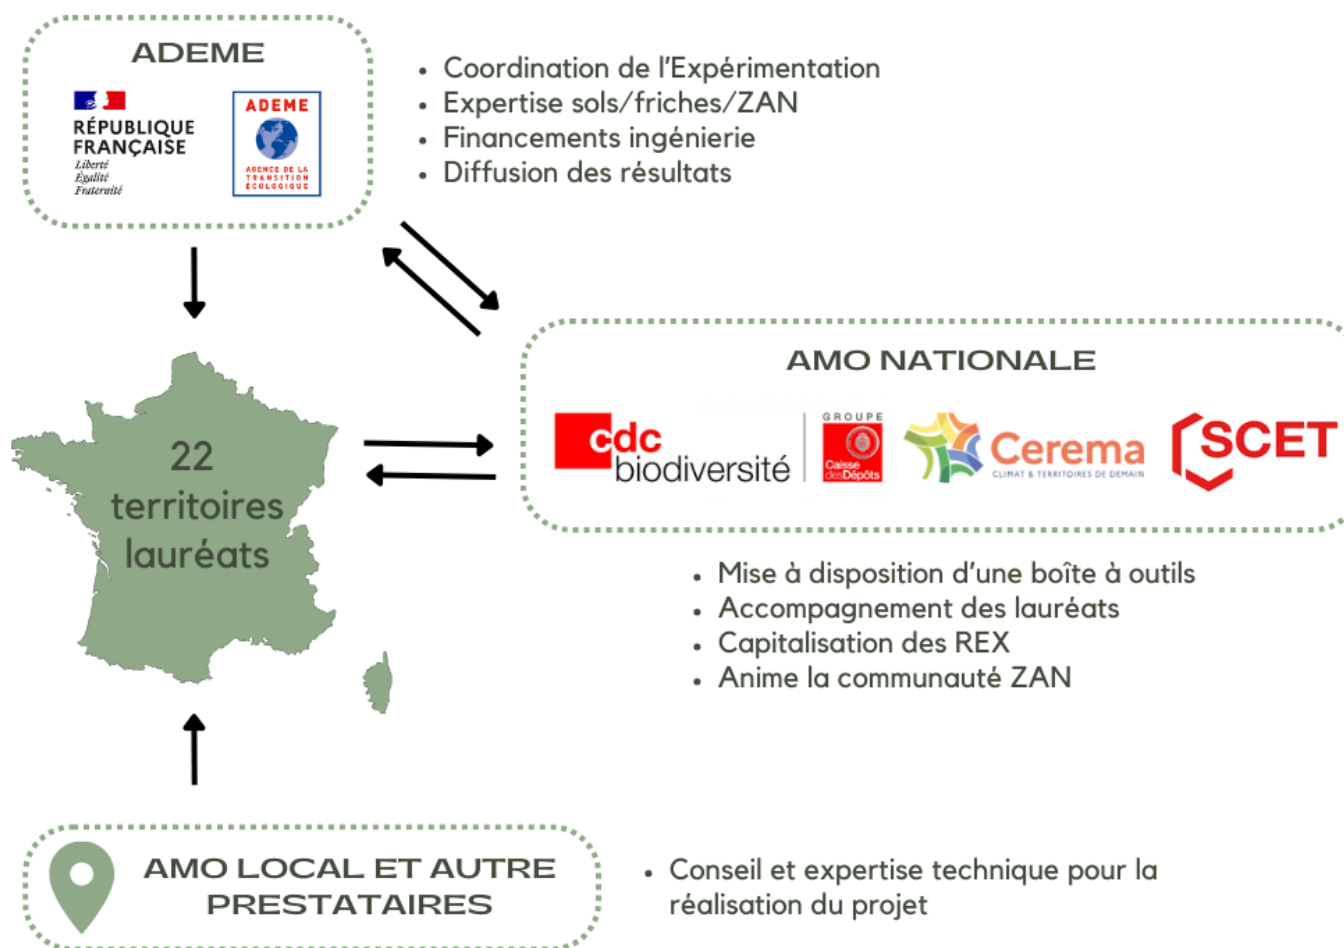 ADEME
RÉPUBLIQUE
FRANÇAISE
Liberté
Égalité
Fraternité
ADEME
AGENCE DE LA
TRANSITION
ÉCOLOGIQUE
• Coordination de l'Expérimentation
• Expertise sols/friches/ZAN
• Financements ingénierie
• Diffusion des résultats
AMO NATIONALE
cdc
biodiversité
GROUPE
Caisse
des Dépôts
Cerema
CLIMAT & TERRITOIRES DE DEMAIN
SCET
22
territoires
lauréats
• Mise à disposition d'une boîte à outils
• Accompagnement des lauréats
• Capitalisation des REX
• Anime la communauté ZAN
AMO LOCAL ET AUTRE
PRESTATAIRES
• Conseil et expertise technique pour la
réalisation du projet